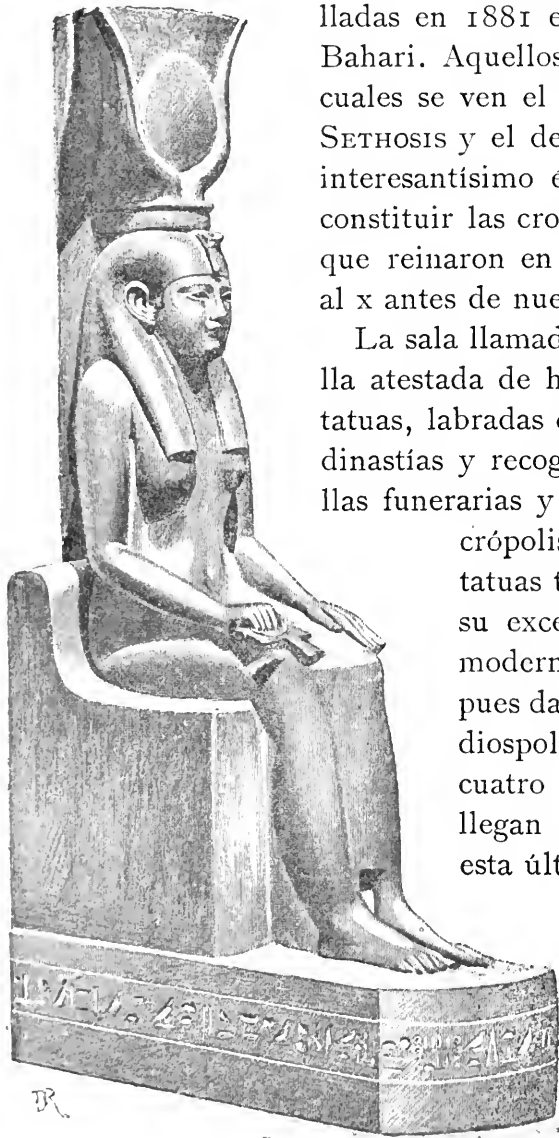 lladas en 1881 e
Bahari. Aquellos
cuales se ven el
SETHOSIS y el de
interesantísimo é
constituir las cro
que reinaron en
al x antes de nue
La sala llamad
lla atestada de h
tatuas, labradas
dinastías y recog
llas funerarias y
crópolis
tatuas t
su exce
modern
pues da
diospol
cuatro
llegan
esta últ